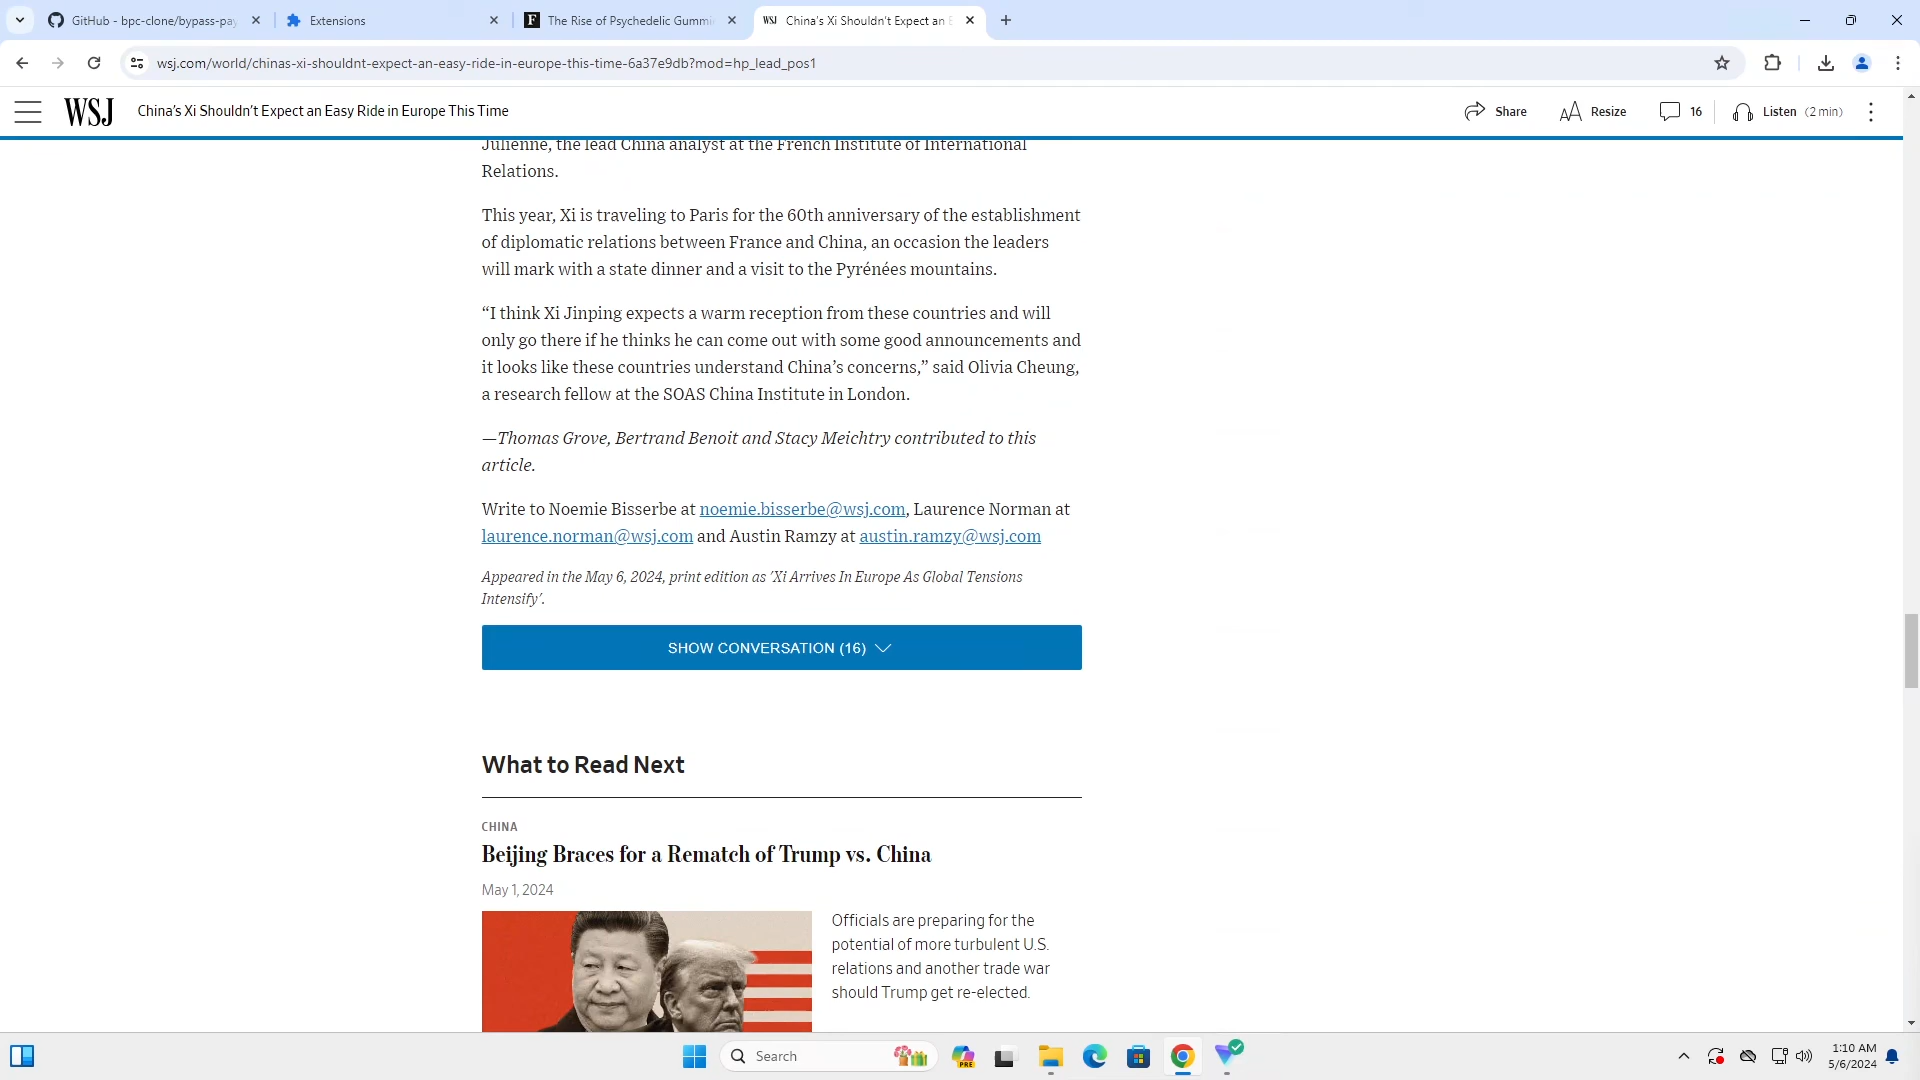 GitHub - bpc-clone/bypass-pay
Extensions
The Rise of Psychedelic Gummi
WSJ China's Xi Shouldn't Expect an E
wsj.com/world/chinas-xi-shouldnt-expect-an-easy-ride-in-europe-this-time-6a37e9db?mod=hp_lead_pos1
WSJ China’s Xi Shouldn’t Expect an Easy Ride in Europe This Time
Share
Resize
16
Listen (2 min)
Julienne, the lead China analyst at the French Institute of International
Relations.
This year, Xi is traveling to Paris for the 60th anniversary of the establishment
of diplomatic relations between France and China, an occasion the leaders
will mark with a state dinner and a visit to the Pyrénées mountains.
“I think Xi Jinping expects a warm reception from these countries and will
only go there if he thinks he can come out with some good announcements and
it looks like these countries understand China’s concerns,” said Olivia Cheung,
a research fellow at the SOAS China Institute in London.
—Thomas Grove, Bertrand Benoit and Stacy Meichtry contributed to this
article.
Write to Noemie Bisserbe at noemie.bisserbe@wsj.com, Laurence Norman at
laurence.norman@wsj.com and Austin Ramzy at austin.ramzy@wsj.com
Appeared in the May 6, 2024, print edition as 'Xi Arrives In Europe As Global Tensions
Intensify'.
SHOW CONVERSATION (16)
What to Read Next
CHINA
Beijing Braces for a Rematch of Trump vs. China
May 1, 2024
Officials are preparing for the
potential of more turbulent U.S.
relations and another trade war
should Trump get re-elected.
Search
PRE
1:10 AM
5/6/2024